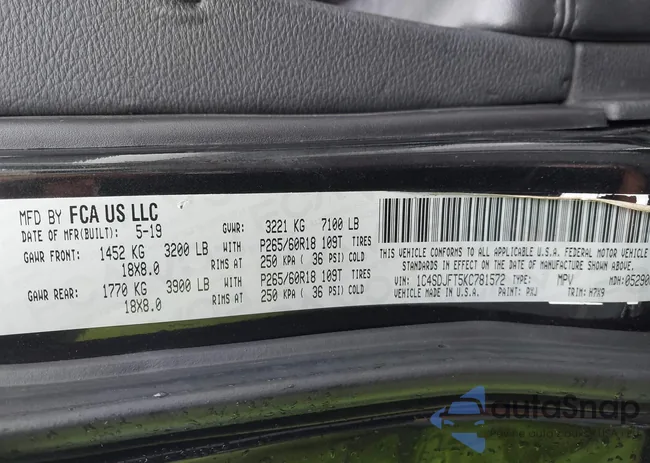 MFD BY FCA US LLC
DATE OF MFR(BUILT): 5-19 GVWR: 3221 KG 7100 LB
GAWR FRONT: 1452 KG 3200 LB WITH P265/60R18 109T TIRES
18X8.0 RIMS AT 250 KPA ( 36 PSI) COLD
GAWR REAR: 1770 KG 3900 LB WITH P265/60R18 109T TIRES
18X8.0 RIMS AT 250 KPA ( 36 PSI) COLD
THIS VEHICLE CONFORMS TO ALL APPLICABLE U.S.A. FEDERAL MOTOR VEHICLE
STANDARDS IN EFFECT ON THE DATE OF MANUFACTURE SHOWN ABOVE.
VIN: 1C4SDJFT5KC781572 TYPE: MPV MDH:05290
VEHICLE MADE IN U.S.A. PAINT: PXJ TRIM: H7X9
autoSnap